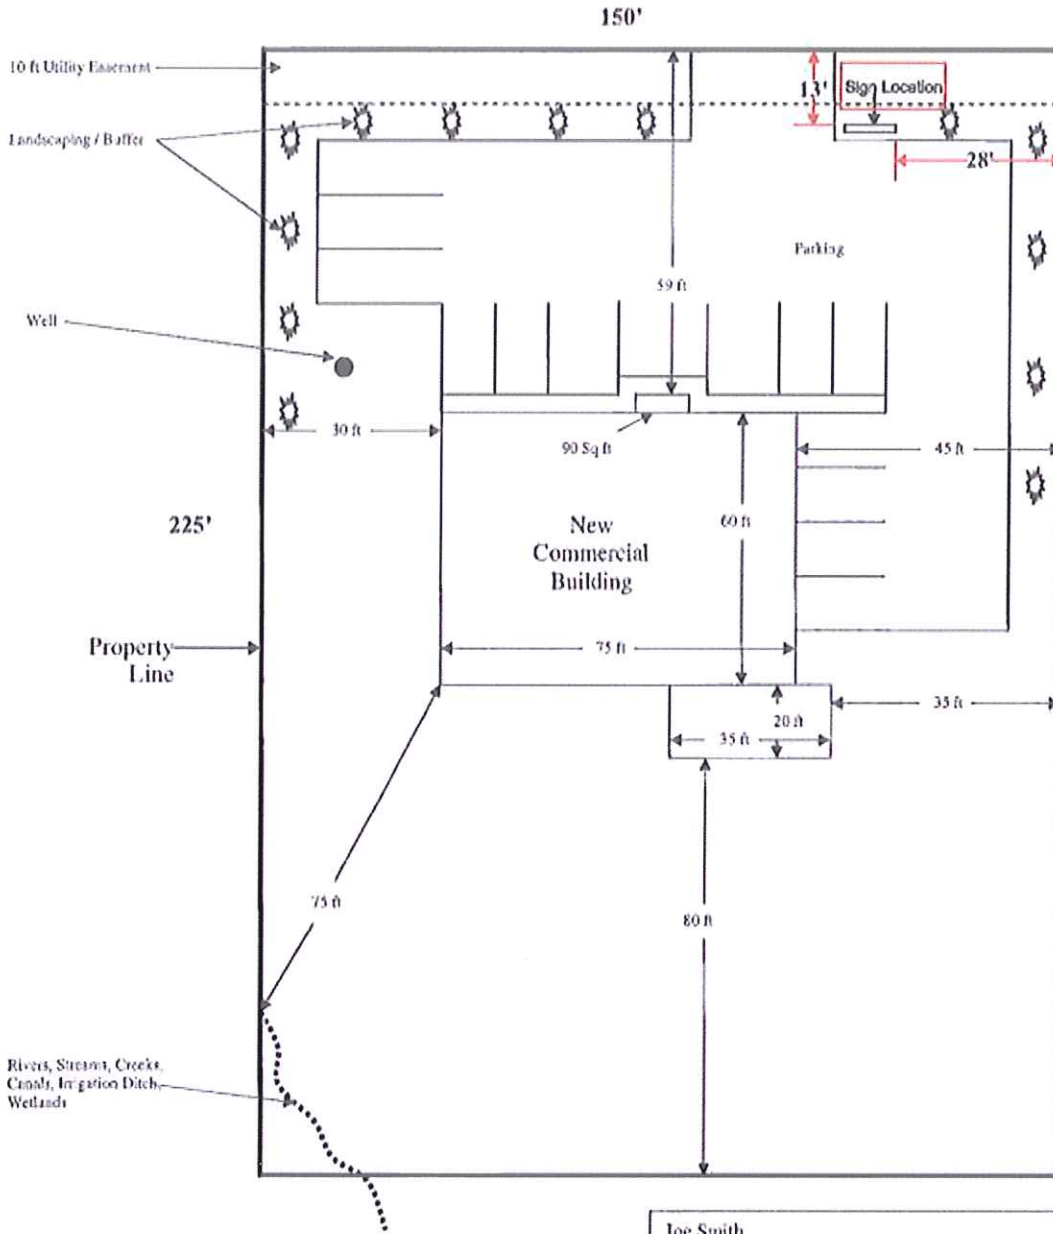 150'
10 ft Utility Easement
13'
Sign Location
Landscaping / Buffer
28'
Parking
59 ft
Well
30 ft
90 Sq ft
45 ft
225'
New
Commercial
Building
60 ft
75 ft
Property
Line
35 ft
20 ft
35 ft
75 ft
80 ft
Rivers, Streams, Creeks,
Canals, Irrigation Ditch,
Wetlands
Joe Smith